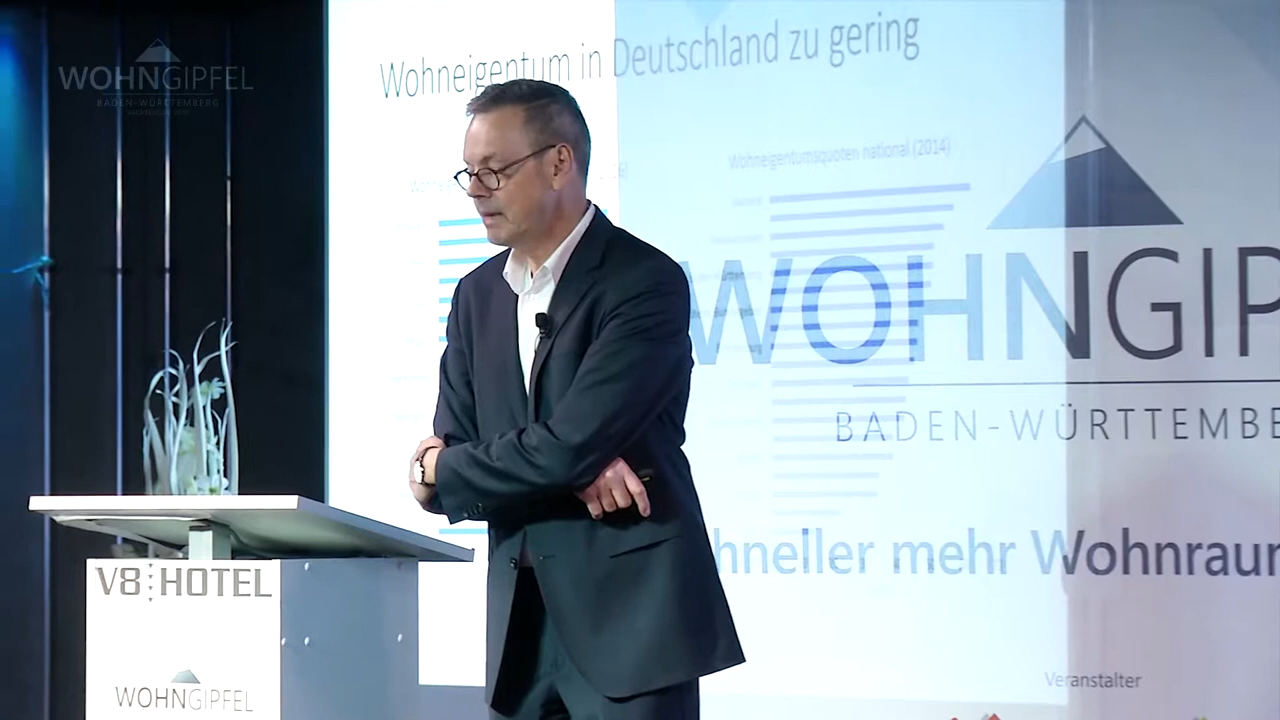 WOHNGIPFEL
BADEN-WÜRTTEMBERG
Wohneigentum in Deutschland zu gering
Wohneigentumsquoten national (2014)
WOHNGIP
BADEN-WÜRTTEMBE
hneller mehr Wohnraum
Veranstalter
V8 HOTEL
WOHNGIPFEL